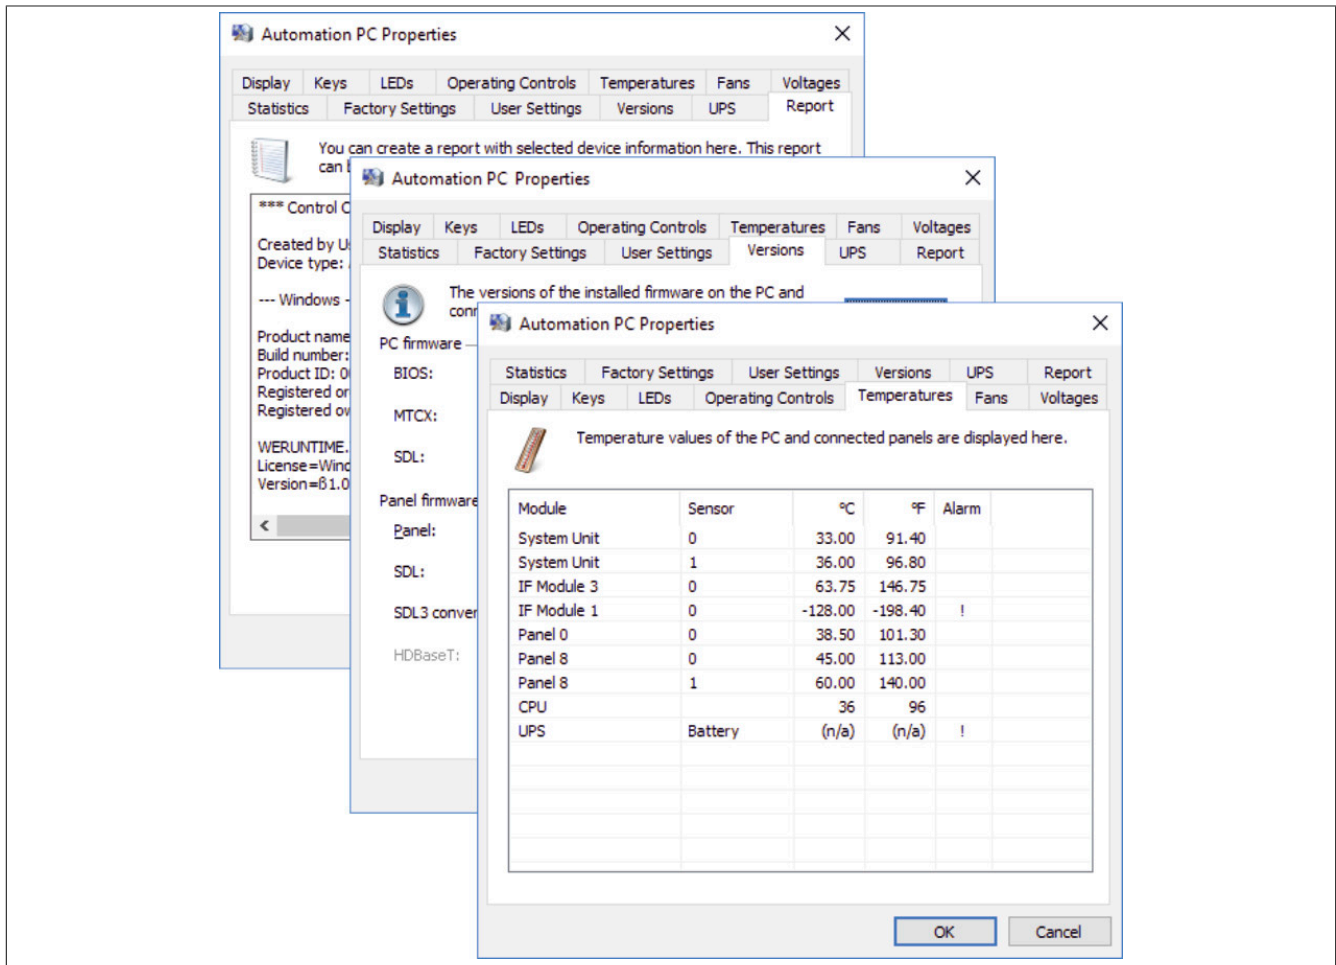 Automation PC Properties
Display Keys LEDs Operating Controls Temperatures Fans Voltages
Statistics Factory Settings User Settings Versions UPS Report
You can create a report with selected device information here. This report
can
*** Control
Created by
Device type:
--- Windows -
Product name
Build number:
Product ID:
Registered
Registered
WERUNTIME.
License=Wind
Version=ß1.0
Automation PC Properties
Display Keys LEDs Operating Controls Temperatures Fans Voltages
Statistics Factory Settings User Settings Versions UPS Report
The versions of the installed firmware on the PC and
PC firmware
BIOS:
MTCX:
SDL:
Panel firmware
Panel:
SDL:
SDL3 conver
HDBaseT:
Automation PC Properties
Statistics Factory Settings User Settings Versions UPS Report
Display Keys LEDs Operating Controls Temperatures Fans Voltages
Temperature values of the PC and connected panels are displayed here.
Module Sensor °C °F Alarm
System Unit 0 33.00 91.40
System Unit 1 36.00 96.80
IF Module 3 0 63.75 146.75
IF Module 1 0 -128.00 -198.40 !
Panel 0 0 38.50 101.30
Panel 8 0 45.00 113.00
Panel 8 1 60.00 140.00
CPU 36 96
UPS Battery (n/a) (n/a) !
OK Cancel